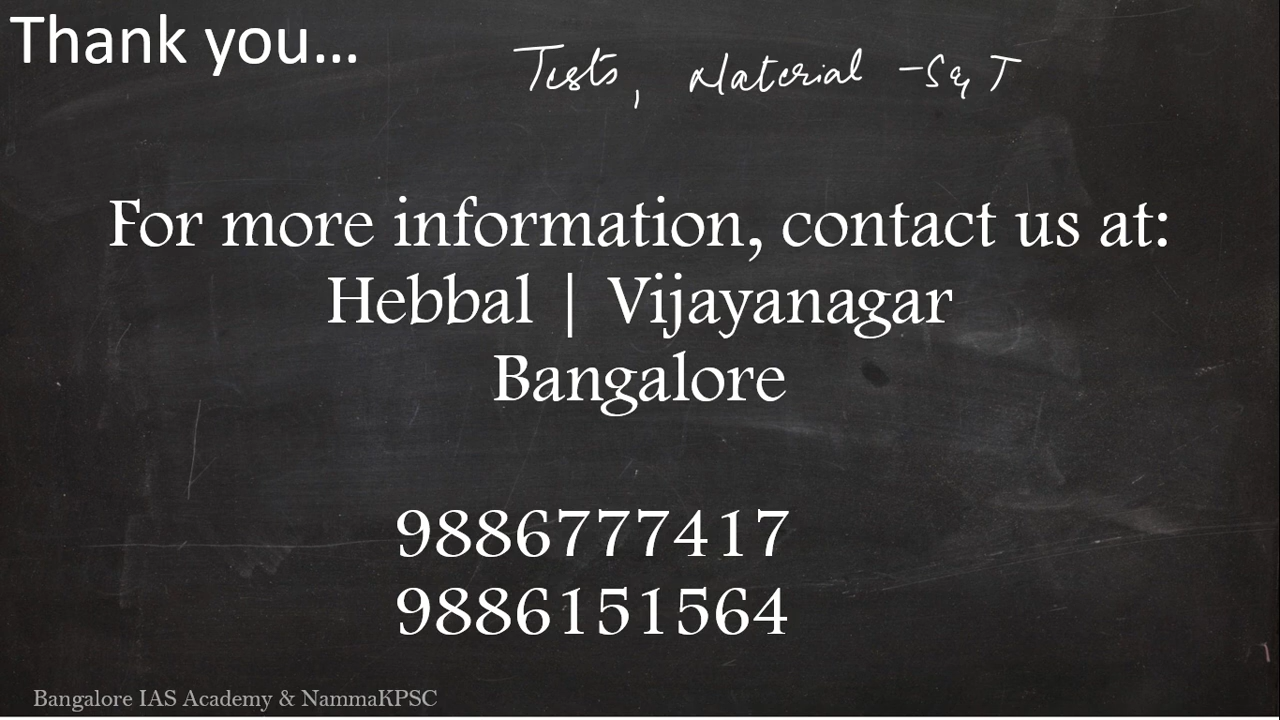 Thank you...
Tests, Material - S & T
For more information, contact us at:
Hebbal | Vijayanagar
Bangalore
9886777417
9886151564
Bangalore IAS Academy & NammaKPSC